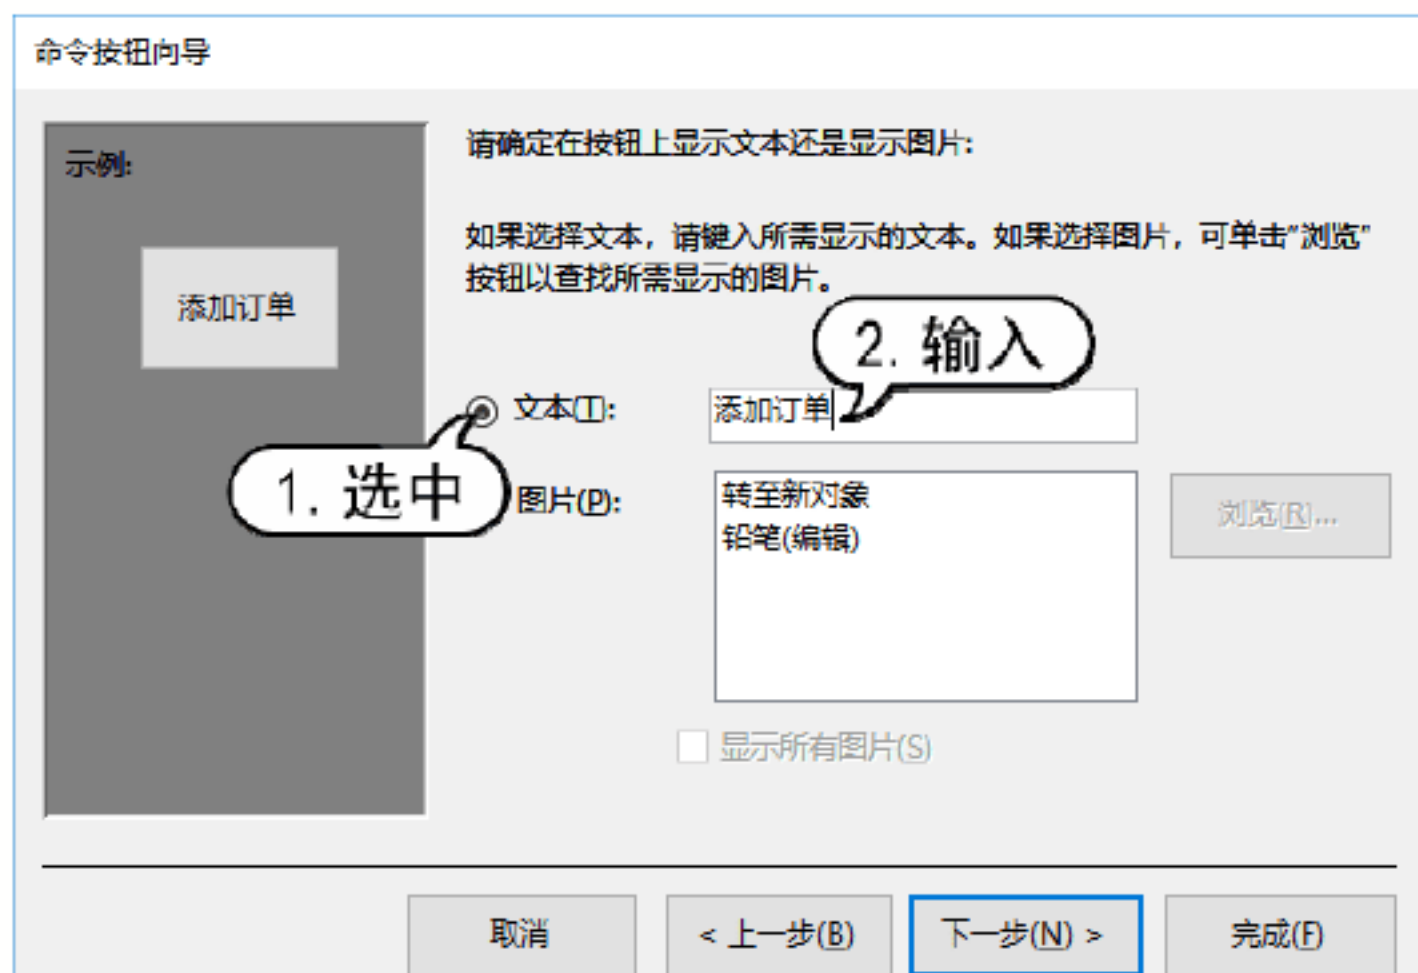 命令按钮向导
示例:
添加订单
请确定在按钮上显示文本还是显示图片:
如果选择文本，请键入所需显示的文本。如果选择图片，可单击"浏览"
按钮以查找所需显示的图片。
2. 输入
文本(T):
添加订单
1. 选中
图片(P):
转至新对象
铅笔(编辑)
浏览(R)...
显示所有图片(S)
取消
< 上一步(B)
下一步(N) >
完成(F)